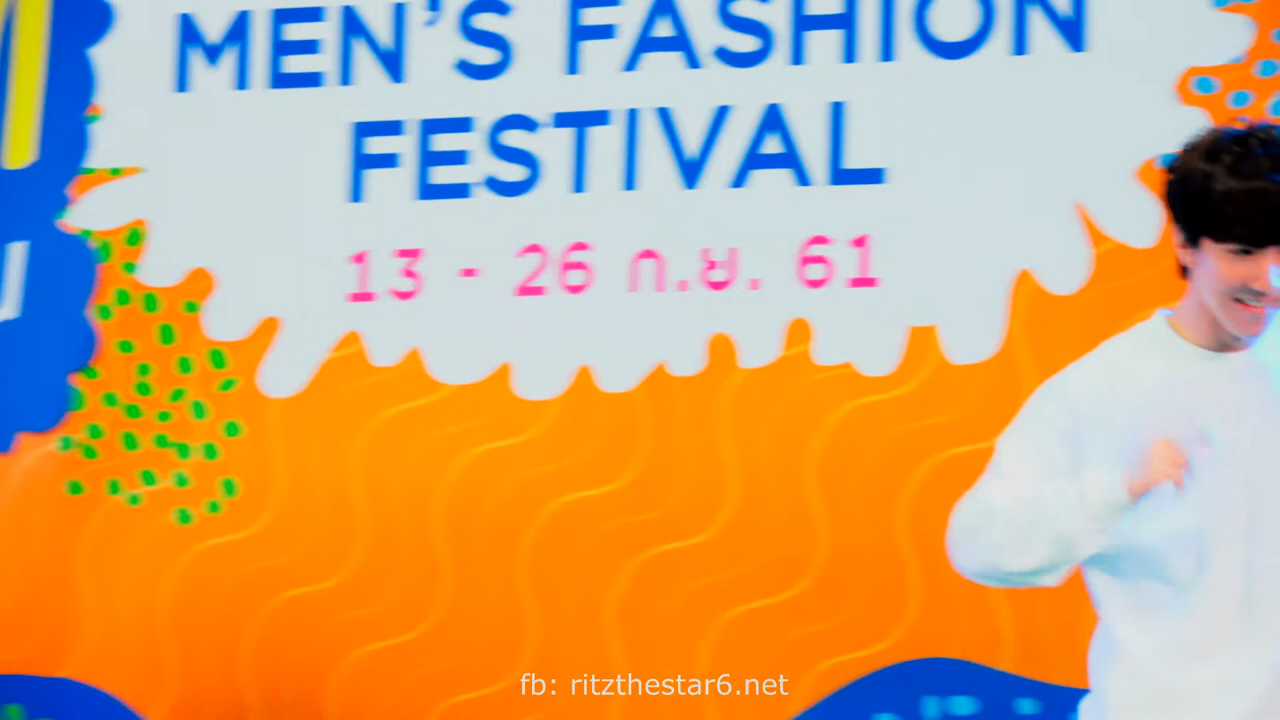 MEN'S FASHION
FESTIVAL
13 - 26 ก.ย. 61
fb: ritzthestar6.net